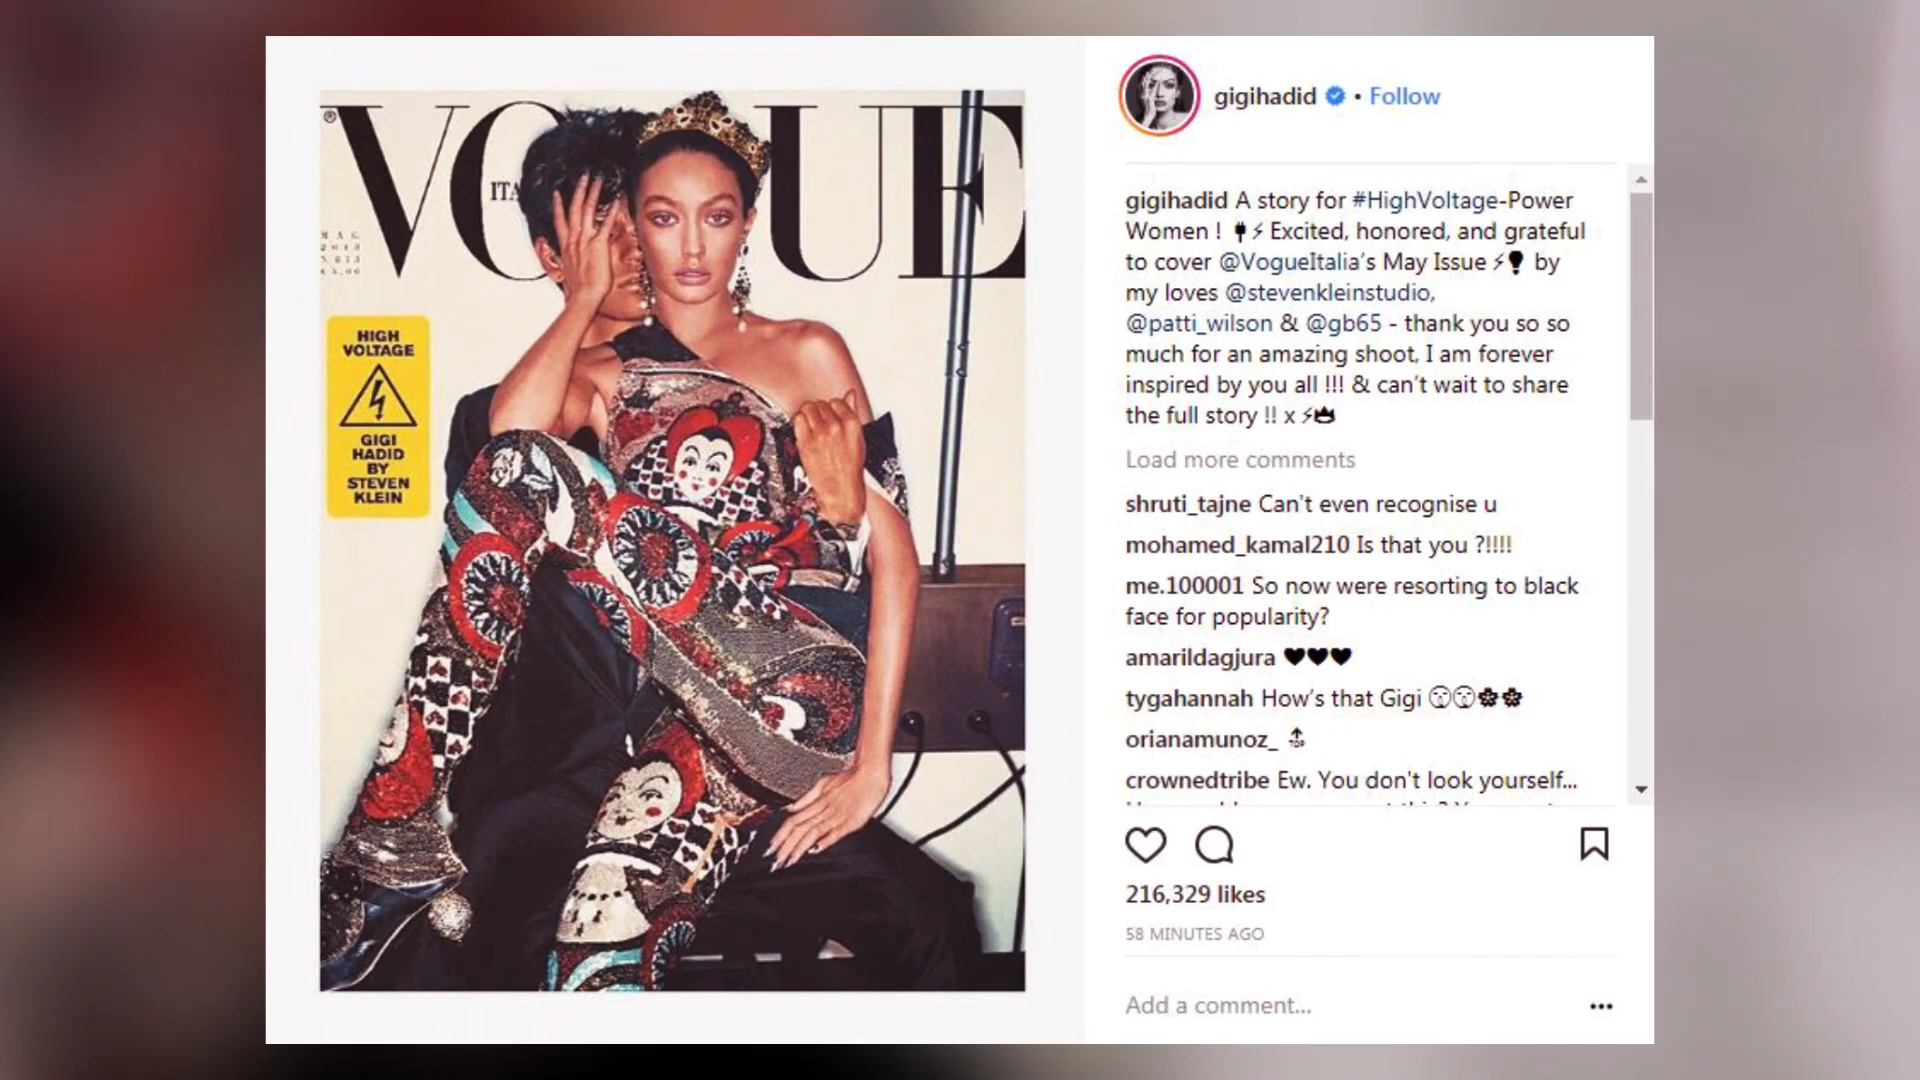 VOGUE
®
ITA
HIGH
VOLTAGE
GIGI
HADID
BY
STEVEN
KLEIN
gigihadid • Follow
gigihadid A story for #HighVoltage-Power
Women ! 🔌⚡ Excited, honored, and grateful
to cover @VogueItalia's May Issue ⚡💡 by
my loves @stevenkleinstudio,
@patti_wilson & @gb65 - thank you so so
much for an amazing shoot, I am forever
inspired by you all !!! & can't wait to share
the full story !! x ⚡👑
Load more comments
shruti_tajne Can't even recognise u
mohamed_kamal210 Is that you ?!!!!
me.100001 So now were resorting to black
face for popularity?
amarildagjura ♥♥♥
tygahannah How's that Gigi
orianamunoz_ 🔝
crownedtribe Ew. You don't look yourself...
216,329 likes
58 MINUTES AGO
Add a comment...